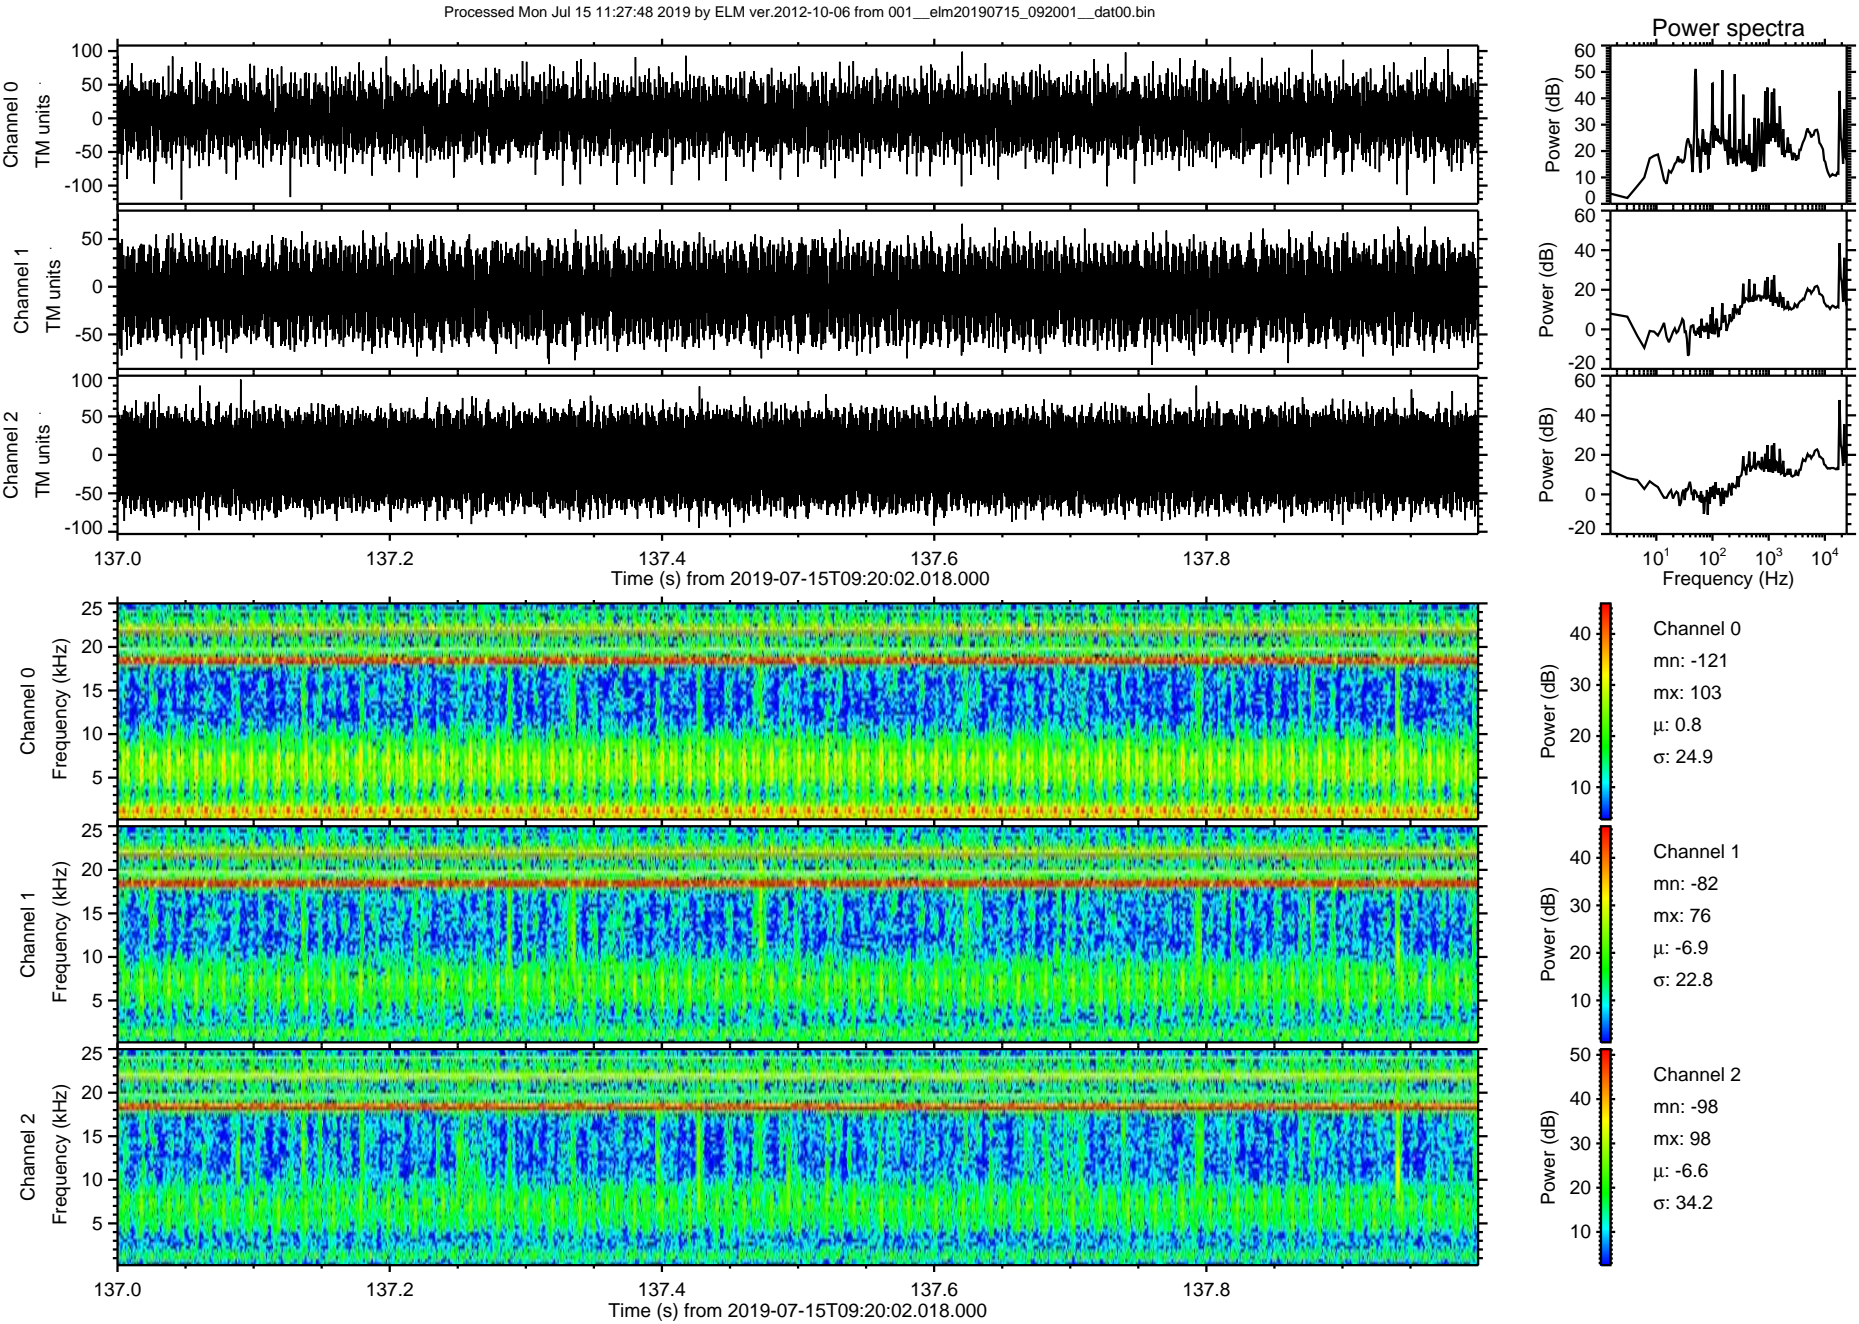 Processed Mon Jul 15 11:27:48 2019 by ELM ver.2012-10-06 from 001__elm20190715_092001__dat00.bin
Power spectra
Channel 0
TM units
100
50
0
-50
-100
Power (dB)
60
50
40
30
20
10
0
Channel 1
TM units
50
0
-50
Power (dB)
60
40
20
0
-20
Channel 2
TM units
100
50
0
-50
-100
Power (dB)
60
40
20
0
-20
137.0 137.2 137.4 137.6 137.8
Time (s) from 2019-07-15T09:20:02.018.000
10¹ 10² 10³ 10⁴
Frequency (Hz)
Channel 0
Frequency (kHz)
25
20
15
10
5
Power (dB)
40
30
20
10
Channel 0
mn: -121
mx: 103
μ: 0.8
σ: 24.9
Channel 1
Frequency (kHz)
25
20
15
10
5
Power (dB)
40
30
20
10
Channel 1
mn: -82
mx: 76
μ: -6.9
σ: 22.8
Channel 2
Frequency (kHz)
25
20
15
10
5
Power (dB)
50
40
30
20
10
Channel 2
mn: -98
mx: 98
μ: -6.6
σ: 34.2
137.0 137.2 137.4 137.6 137.8
Time (s) from 2019-07-15T09:20:02.018.000